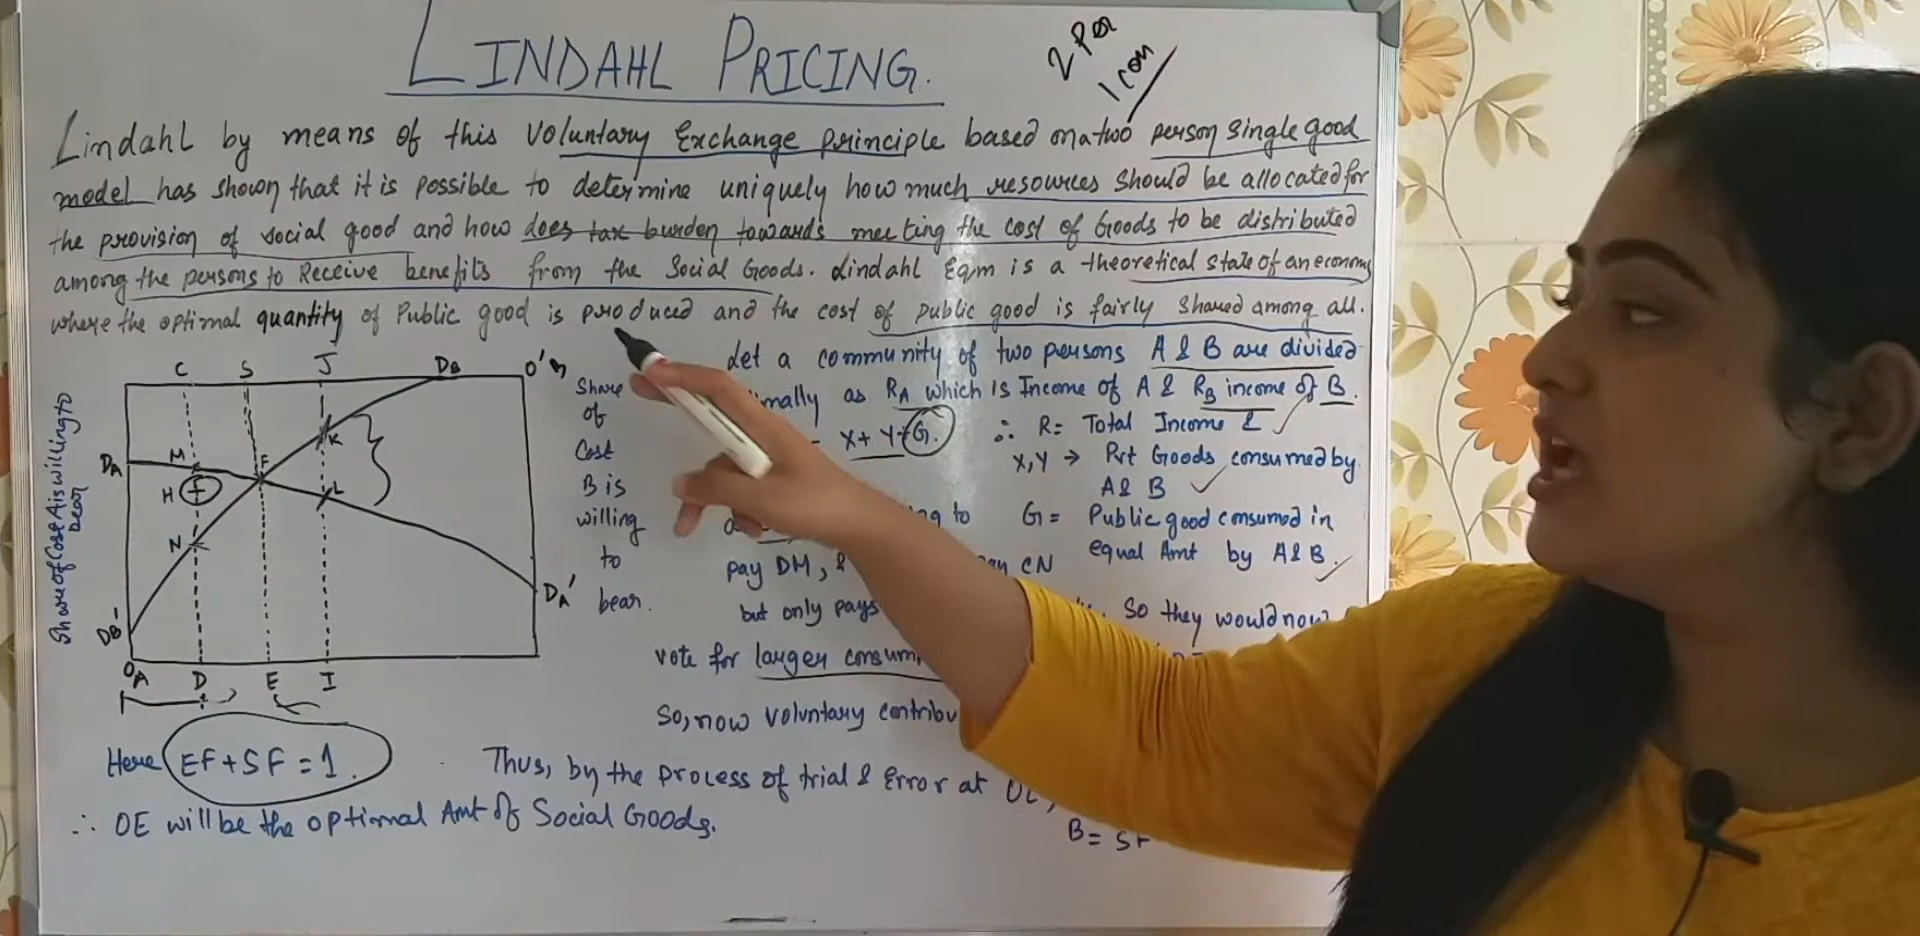 LINDAHL PRICING.
2 Per
1 com
Lindahl by means of this Voluntary Exchange principle based on a two person single good
model has shown that it is possible to determine uniquely how much resources should be allocated for
the provision of social good and how does tax burden towards meeting the cost of Goods to be distributed
among the persons to Receive benefits from the Social Goods. Lindahl Eqm is a theoretical state of an economy
where the optimal quantity of Public good is produced and the cost of public good is fairly shared among all.
Let a community of two persons A & B are divided
as RA which is Income of A & RB income of B.
X+Y+G. ∴ R= Total Income &
X,Y → Pvt Goods consumed by
A & B
to G= Public good consumed in
equal Amt by A & B.
pay DM, & CN
but only pays So they would now
vote for larger
So, now voluntary
Share of Cost A is willing to
bear
C S J DB O'B
DA M F K
H L
N
DB' DA'
OA D E I
Share
of
Cost
B is
willing
to
bear.
Here EF+SF=1.
Thus, by the process of trial & Error at
∴ OE will be the optimal Amt of Social Goods.
B= SF